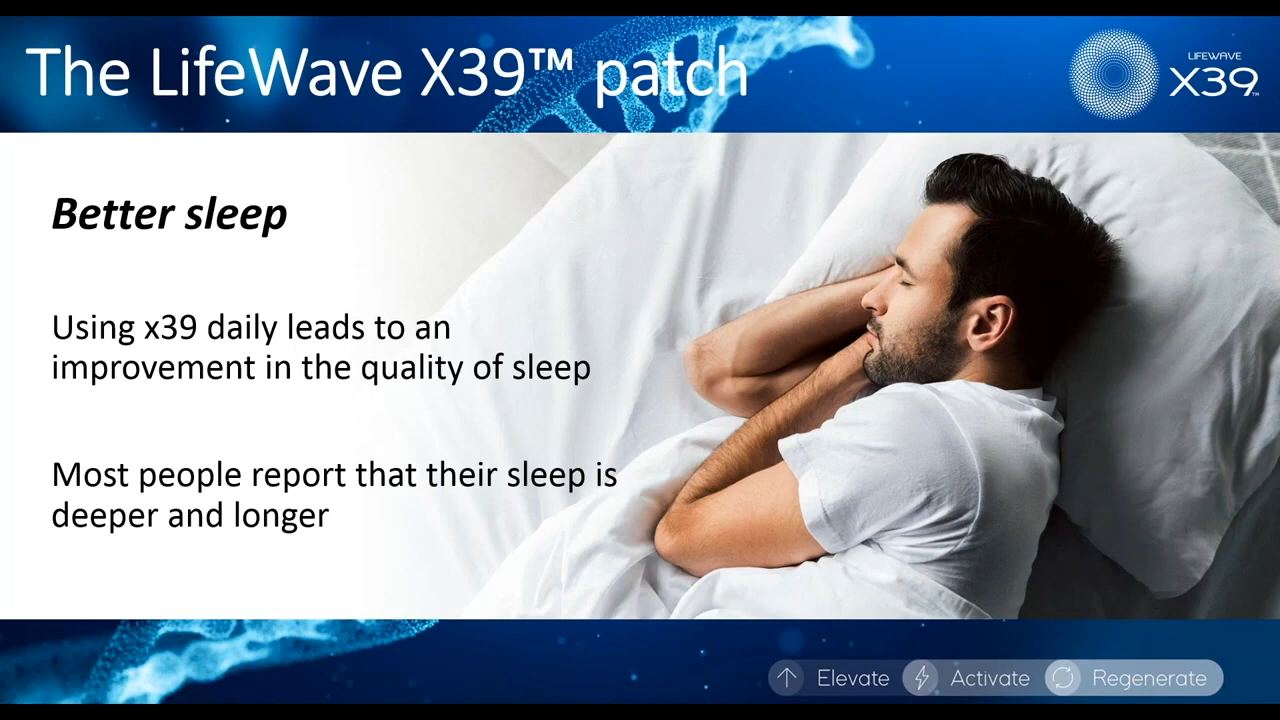 The LifeWave X39™ patch
LIFEWAVE
X39™
Better sleep
Using x39 daily leads to an
improvement in the quality of sleep
Most people report that their sleep is
deeper and longer
Elevate
Activate
Regenerate